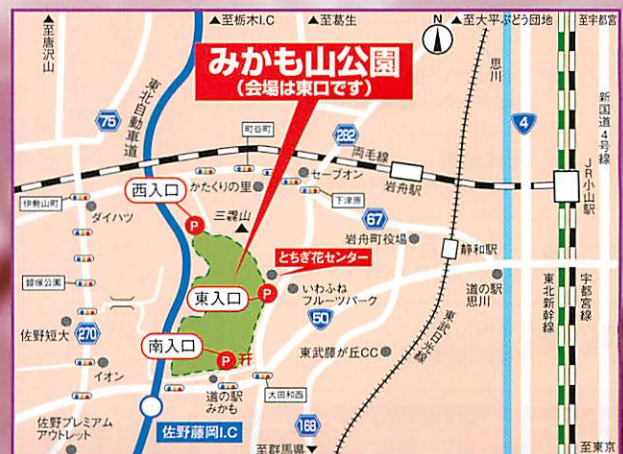 ▲至唐沢山
▲至栃木I.C
▲至葛生
N
▲至大平ぶどう団地
至宇都宮
みかも山公園
(会場は東口です)
東北自動車道
75
町谷町
282
両毛線
岩舟駅
思川
4
新国道4号線
JR小山駅
西入口
かたくりの里
セーブオン
下津原
伊勢山町
ダイハツ
P
三毳山
67
岩舟町役場
静和駅
とちぎ花センター
東入口
P
いわふね
フルーツパーク
道の駅
思川
東北新幹線
宇都宮線
佐野短大
270
50
東武日光線
南入口
P
東武藤が丘CC
イオン
道の駅
みかも
大田和西
佐野プレミアム
アウトレット
佐野藤岡I.C
168
至群馬県▼
至東京